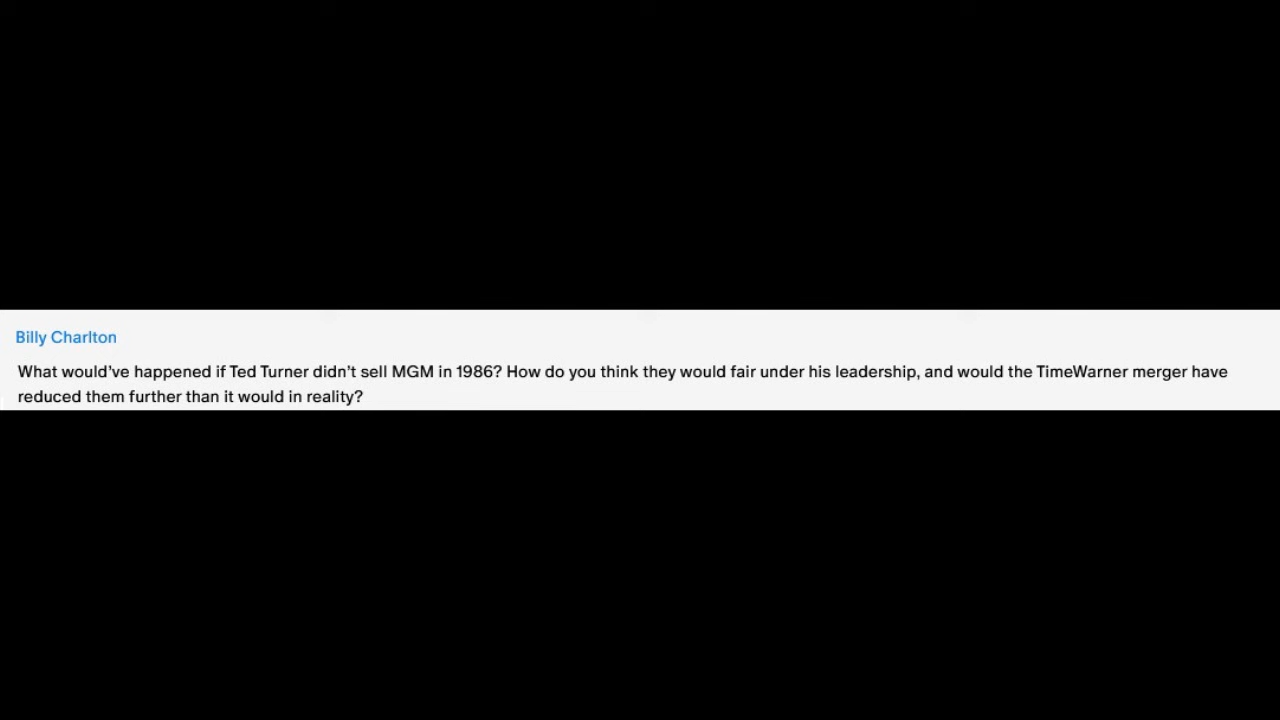 Billy Charlton
What would've happened if Ted Turner didn't sell MGM in 1986? How do you think they would fair under his leadership, and would the TimeWarner merger have
reduced them further than it would in reality?